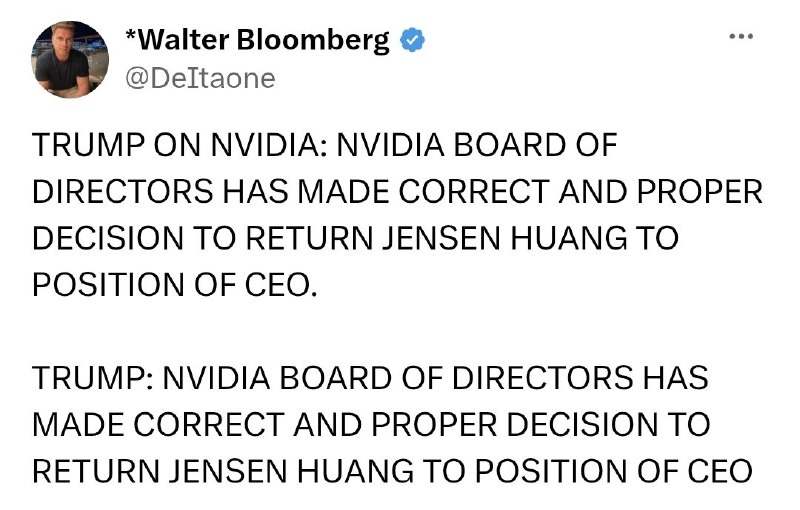 *Walter Bloomberg
@DeItaone
TRUMP ON NVIDIA: NVIDIA BOARD OF
DIRECTORS HAS MADE CORRECT AND PROPER
DECISION TO RETURN JENSEN HUANG TO
POSITION OF CEO.
TRUMP: NVIDIA BOARD OF DIRECTORS HAS
MADE CORRECT AND PROPER DECISION TO
RETURN JENSEN HUANG TO POSITION OF CEO